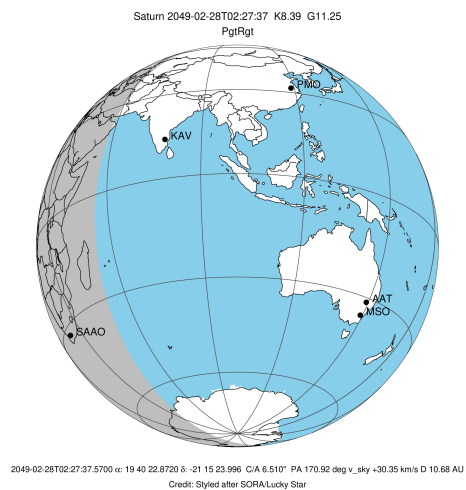 Saturn 2049-02-28T02:27:37 K8.39 G11.25
PgtRgt
PMO
KAV
AAT
MSO
SAAO
2049-02-28T02:27:37.5700 α: 19 40 22.8720 δ: -21 15 23.996 C/A 6.510" PA 170.92 deg v_sky +30.35 km/s D 10.68 AU
Credit: Styled after SORA/Lucky Star